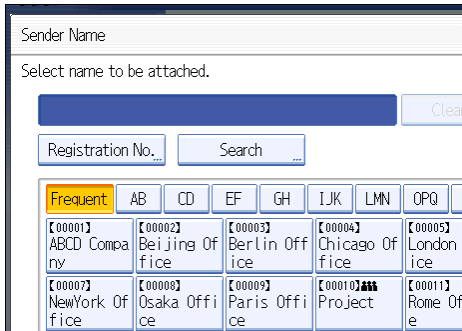 Sender Name
Select name to be attached.
Clea
Registration No. Search
Frequent AB CD EF GH IJK LMN OPQ
【00001】 【00002】 【00003】 【00004】 【00005】
ABCD Compa Beijing Of Berlin Off Chicago Of London
ny fice ice fice ice
【00007】 【00008】 【00009】 【00010】 【00011】
NewYork Of Osaka Offi Paris Offi Project Rome Of
fice ce ce e